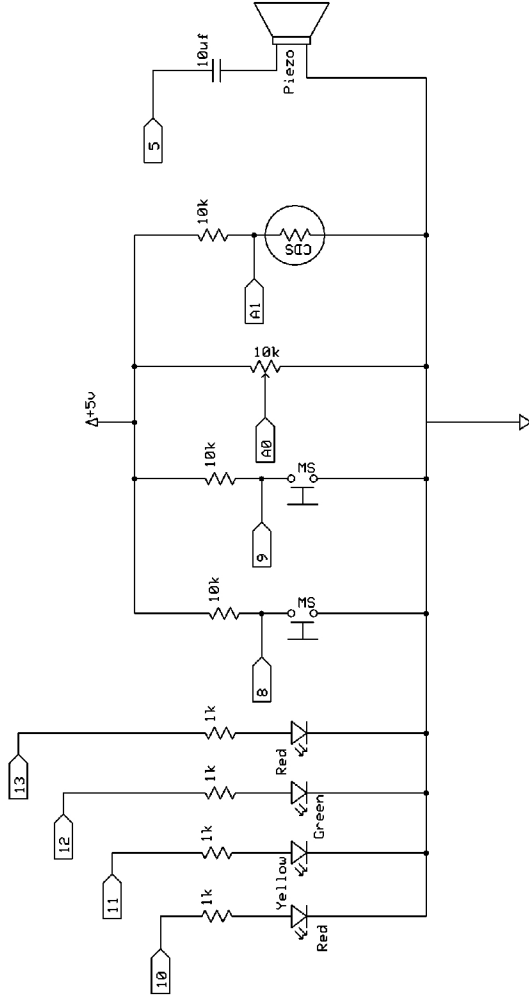 10uf
5
Piezo
10k
CDS
A1
10k
A0
+5v
10k
MS
9
10k
MS
8
1k
Red
13
1k
Green
12
1k
Yellow
11
1k
Red
10